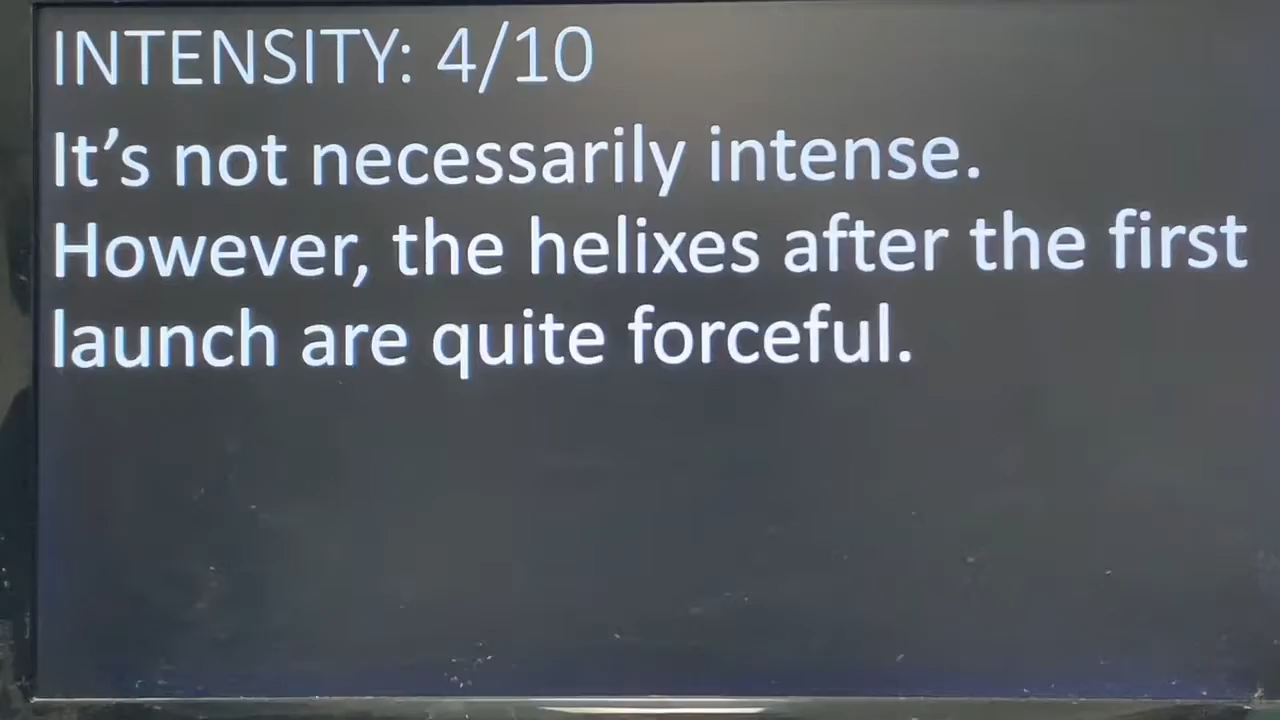 INTENSITY: 4/10
It’s not necessarily intense.
However, the helixes after the first
launch are quite forceful.